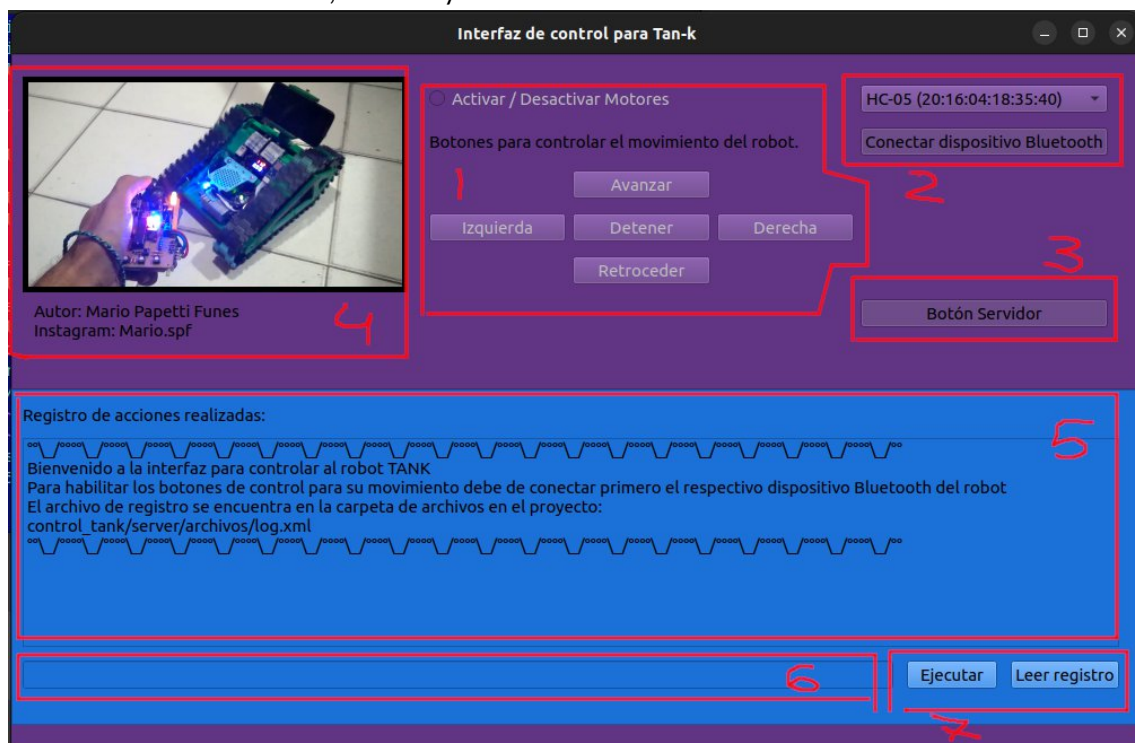 Interfaz de control para Tan-k
Activar / Desactivar Motores
Botones para controlar el movimiento del robot.
1
Avanzar
Izquierda Detener Derecha
Retroceder
HC-05 (20:16:04:18:35:40)
Conectar dispositivo Bluetooth
2
3
Botón Servidor
Autor: Mario Papetti Funes
Instagram: Mario.spf
4
Registro de acciones realizadas:
5
Bienvenido a la interfaz para controlar al robot TANK
Para habilitar los botones de control para su movimiento debe de conectar primero el respectivo dispositivo Bluetooth del robot
El archivo de registro se encuentra en la carpeta de archivos en el proyecto:
control_tank/server/archivos/log.xml
6
Ejecutar Leer registro
7